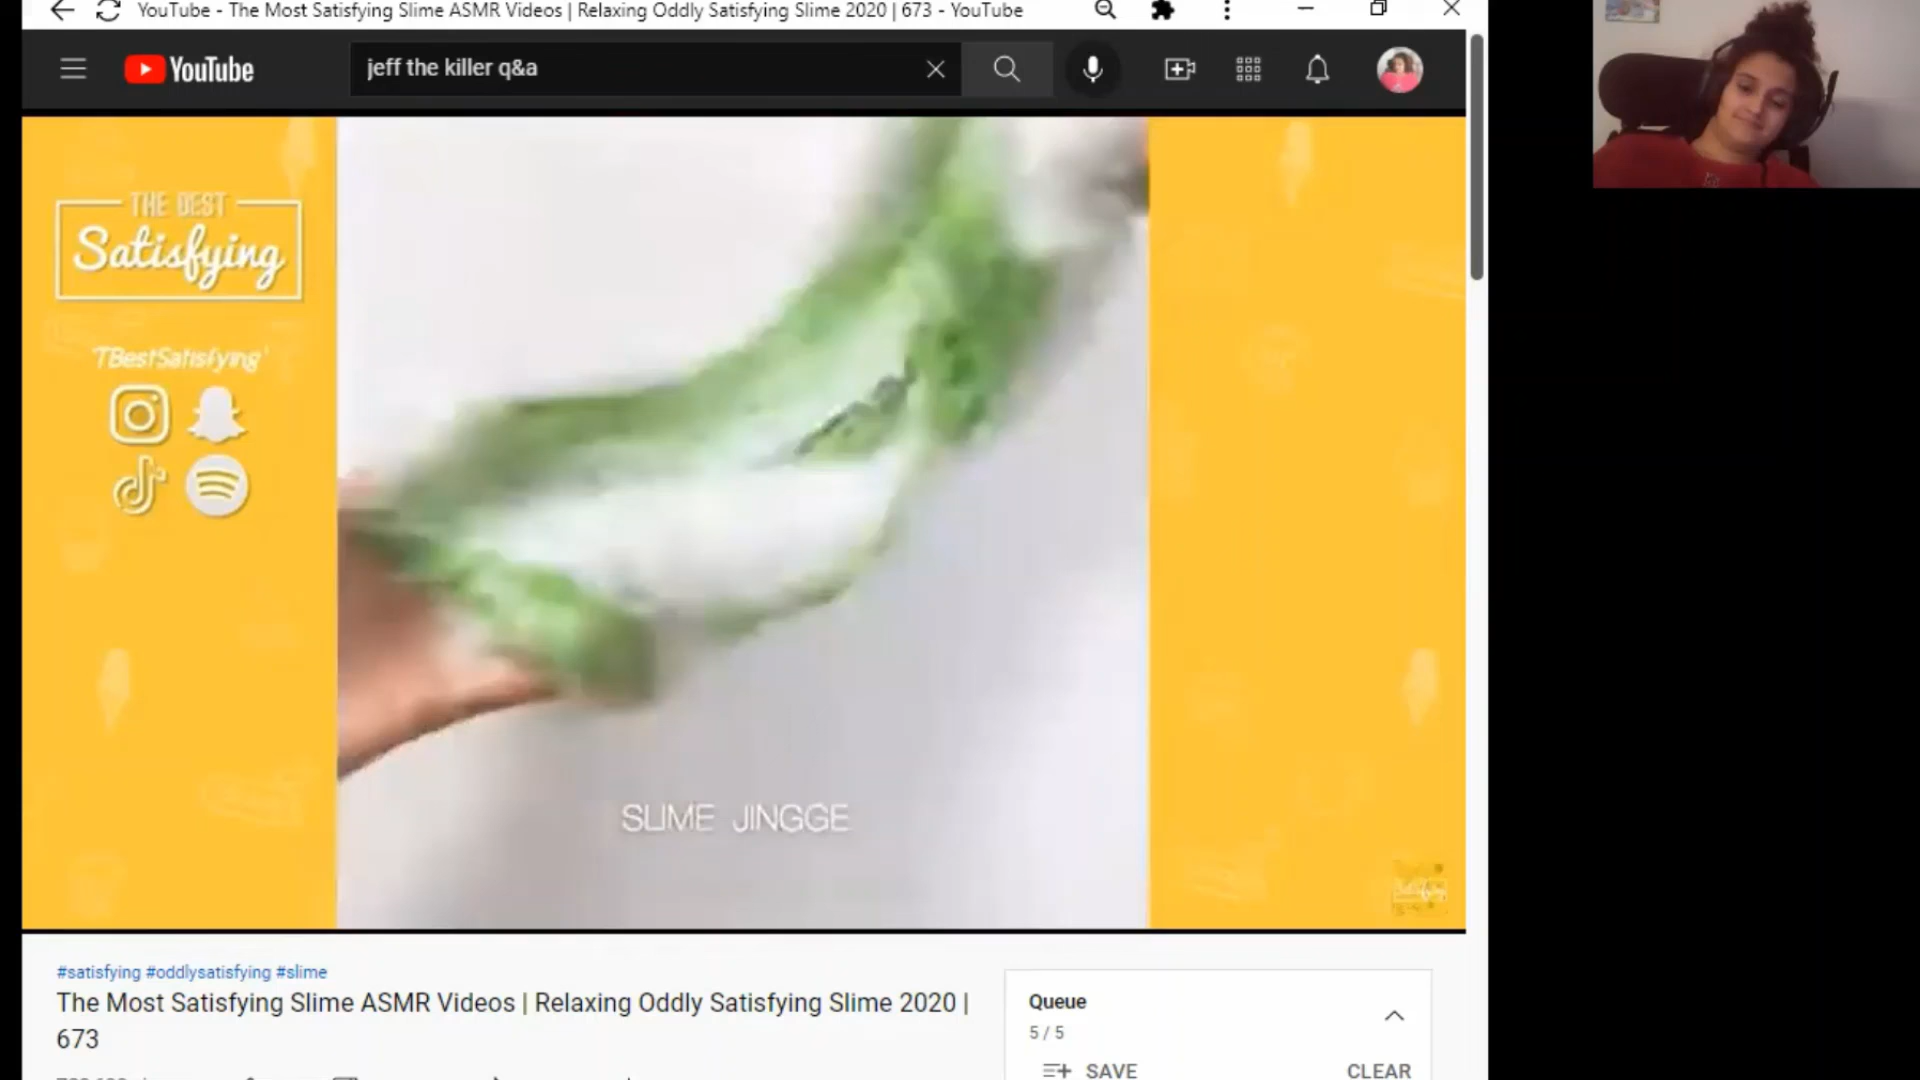 YouTube - The Most Satisfying Slime ASMR Videos | Relaxing Oddly Satisfying Slime 2020 | 673 - YouTube
YouTube
jeff the killer q&a
THE BEST
Satisfying
'TBestSatisfying'
SLIME JINGGE
Satisfying
#satisfying #oddlysatisfying #slime
The Most Satisfying Slime ASMR Videos | Relaxing Oddly Satisfying Slime 2020 |
673
Queue
5 / 5
SAVE
CLEAR